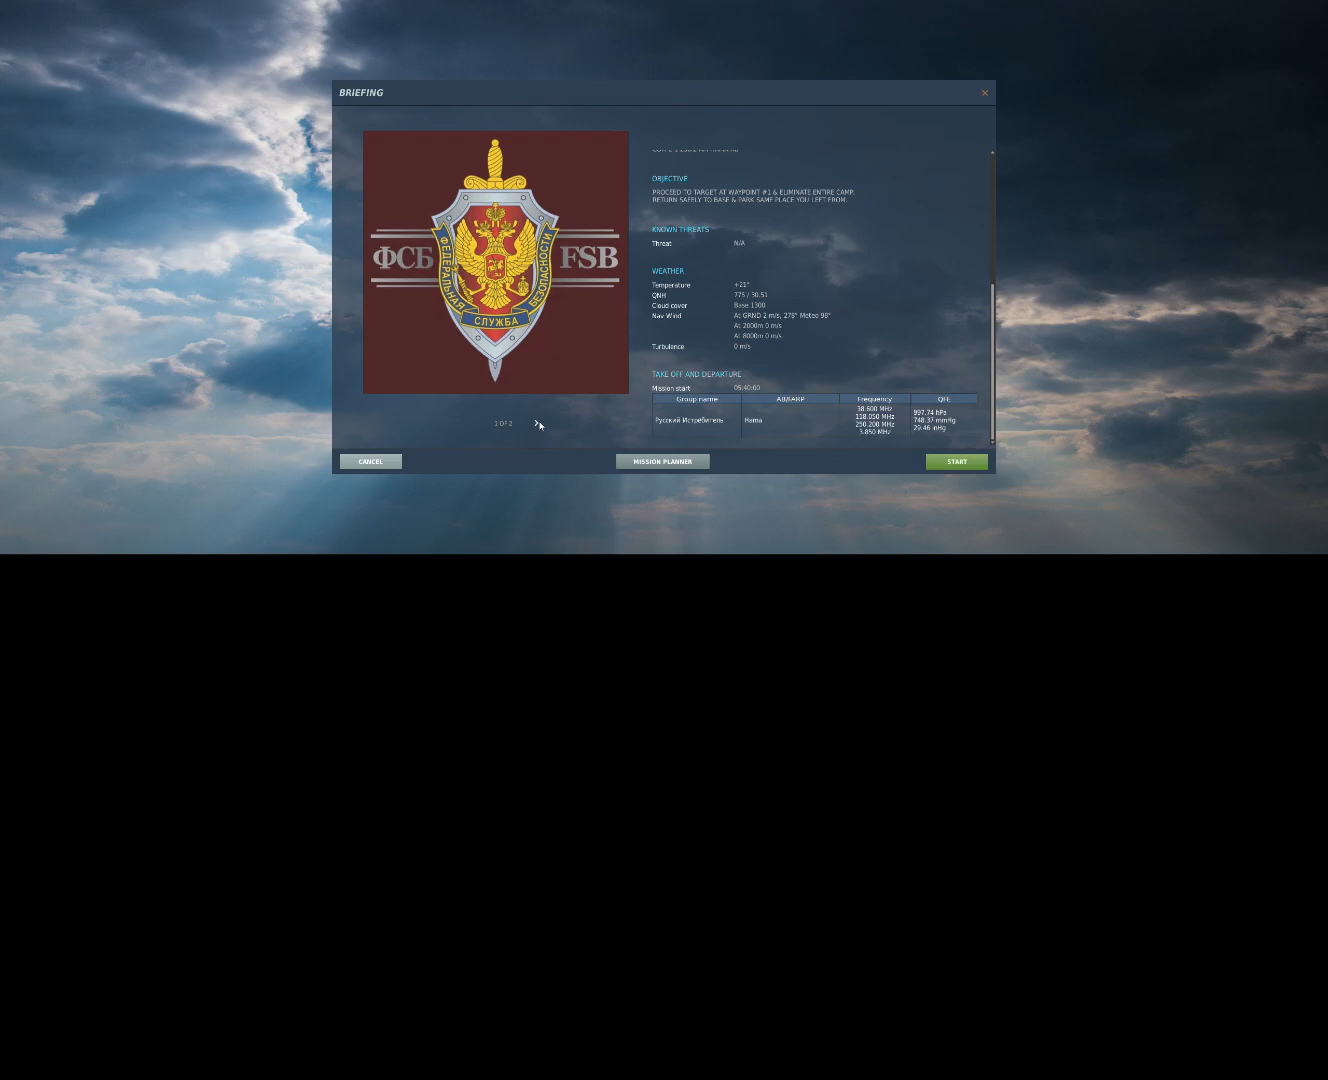 BRIEFING
ФСБ
FSB
ФЕДЕРАЛЬНАЯ
СЛУЖБА
БЕЗОПАСНОСТИ
1 OF 2
OBJECTIVE
PROCEED TO TARGET AT WAYPOINT #1 & ELIMINATE ENTIRE CAMP.
RETURN SAFELY TO BASE & PARK SAME PLACE YOU LEFT FROM.
KNOWN THREATS
Threat N/A
WEATHER
Temperature +21°
QNH 775 / 30.51
Cloud cover Base 1300
Nav Wind At GRND 2 m/s, 278° Meteo 98°
At 2000m 0 m/s
At 8000m 0 m/s
Turbulence 0 m/s
TAKE OFF AND DEPARTURE
Mission start 05:40:00
Group name AB/FARP Frequency QFE
Русский Истребитель Hama
38.600 MHz
118.050 MHz
250.200 MHz
3.850 MHz
997.74 hPa
748.37 mmHg
29.46 inHg
CANCEL MISSION PLANNER START